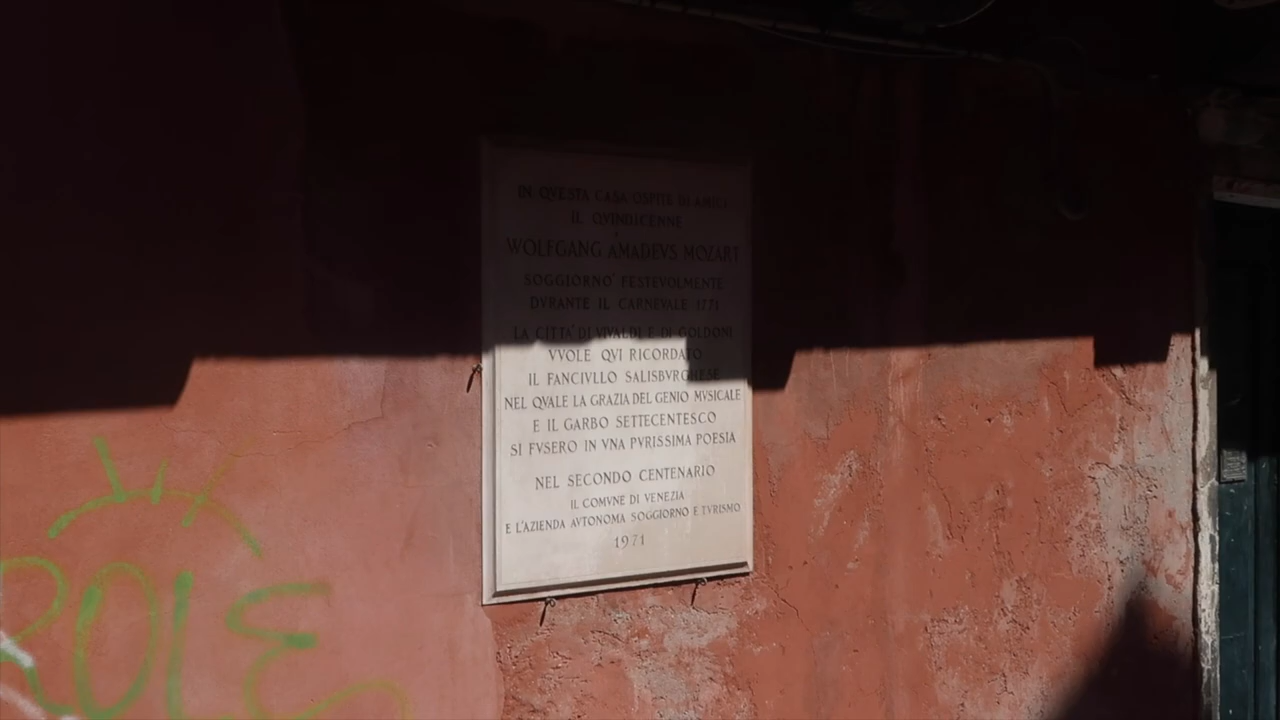 IN QVESTA CASA OSPITE DI AMICI
IL QVINDICENNE
WOLFGANG AMADEVS MOZART
SOGGIORNO' FESTEVOLMENTE
DVRANTE IL CARNEVALE 1771
LA CITTA' DI VIVALDI E DI GOLDONI
VVOLE QVI RICORDATO
IL FANCIVLLO SALISBVRGHESE
NEL QVALE LA GRAZIA DEL GENIO MVSICALE
E IL GARBO SETTECENTESCO
SI FVSERO IN VNA PVRISSIMA POESIA
NEL SECONDO CENTENARIO
IL COMVNE DI VENEZIA
E L'AZIENDA AVTONOMA SOGGIORNO E TVRISMO
1971